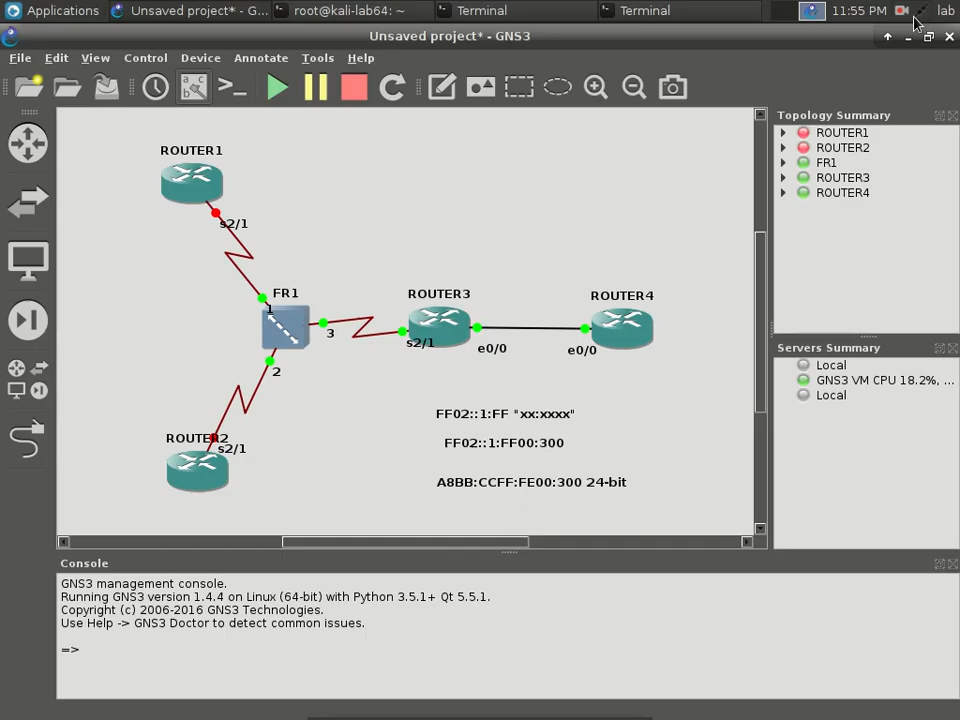 Applications
Unsaved project* - G...
root@kali-lab64: ~
Terminal
Terminal
11:55 PM
lab
Unsaved project* - GNS3
File Edit View Control Device Annotate Tools Help
ROUTER1
s2/1
FR1
1
3
2
ROUTER3
s2/1
e0/0
ROUTER4
e0/0
ROUTER2
s2/1
FF02::1:FF "xx:xxxx"
FF02::1:FF00:300
A8BB:CCFF:FE00:300 24-bit
Topology Summary
ROUTER1
ROUTER2
FR1
ROUTER3
ROUTER4
Servers Summary
Local
GNS3 VM CPU 18.2%, ...
Local
Console
GNS3 management console.
Running GNS3 version 1.4.4 on Linux (64-bit) with Python 3.5.1+ Qt 5.5.1.
Copyright (c) 2006-2016 GNS3 Technologies.
Use Help -> GNS3 Doctor to detect common issues.
=>